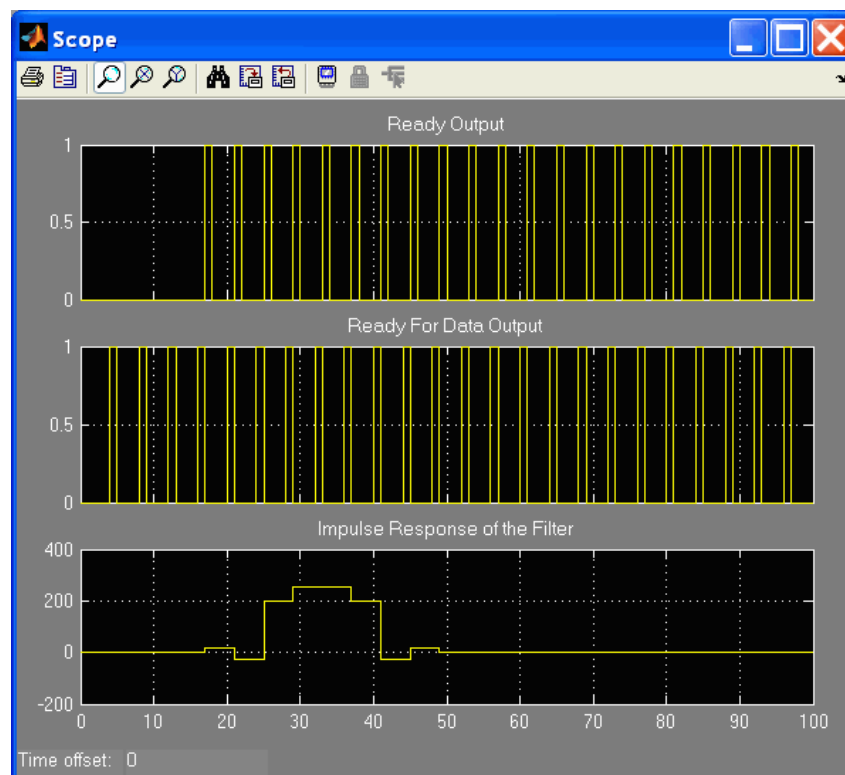 Scope
Ready Output
1
0.5
0
Ready For Data Output
1
0.5
0
Impulse Response of the Filter
400
200
0
-200
0 10 20 30 40 50 60 70 80 90 100
Time offset: 0